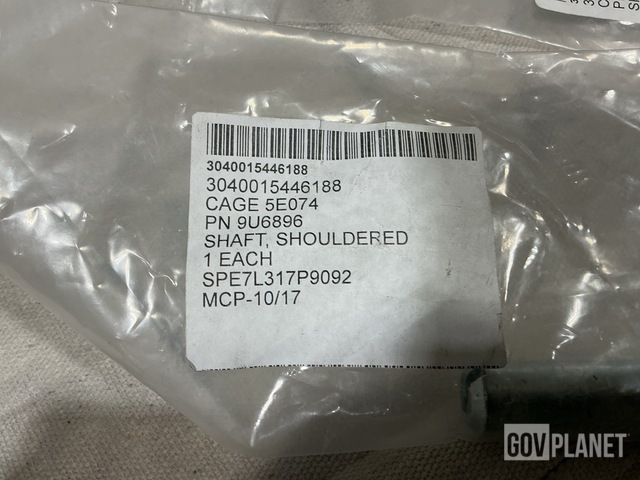 3040015446188
3040015446188
CAGE 5E074
PN 9U6896
SHAFT, SHOULDERED
1 EACH
SPE7L317P9092
MCP-10/17
GOVPLANET